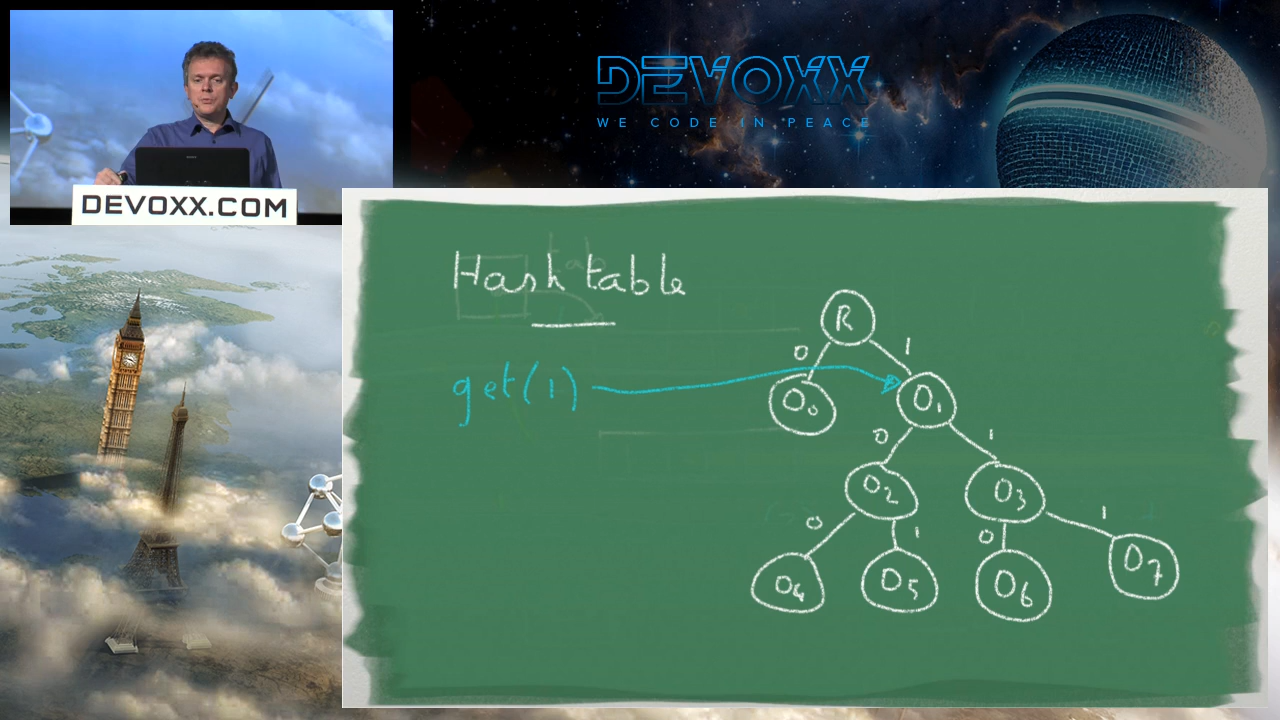 DEVOXX
WE CODE IN PEACE
DEVOXX.COM
Hash table
R
0 1
get(1)
O0 O1
0 1
O2 O3
0 1 0 1
O4 O5 O6 O7